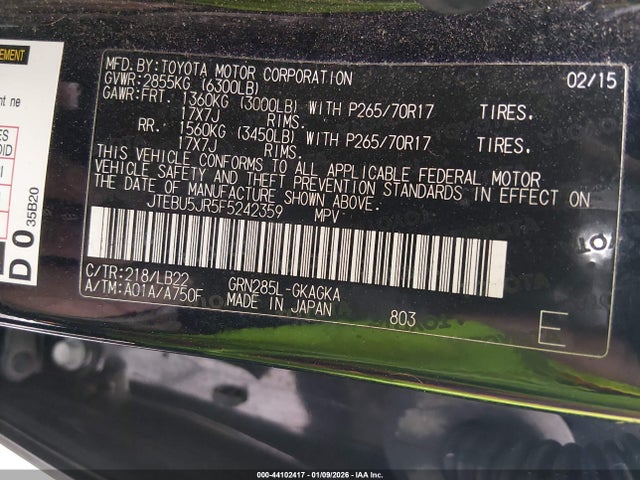 MFD.BY:TOYOTA MOTOR CORPORATION 02/15
GVWR:2855KG (6300LB)
GAWR:FRT. 1360KG (3000LB) WITH P265/70R17 TIRES.
17X7J RIMS.
RR. 1560KG (3450LB) WITH P265/70R17 TIRES.
17X7J RIMS.
THIS VEHICLE CONFORMS TO ALL APPLICABLE FEDERAL MOTOR
VEHICLE SAFETY AND THEFT PREVENTION STANDARDS IN EFFECT ON
THE DATE OF MANUFACTURE SHOWN ABOVE.
JTEBU5JR5F5242359 MPV
C/TR:218/LB22 GRN285L-GKAGKA
A/TM:A01A/A750F MADE IN JAPAN 803 E
D 0 35B20
000-44102417 - 01/09/2026 - IAA Inc.